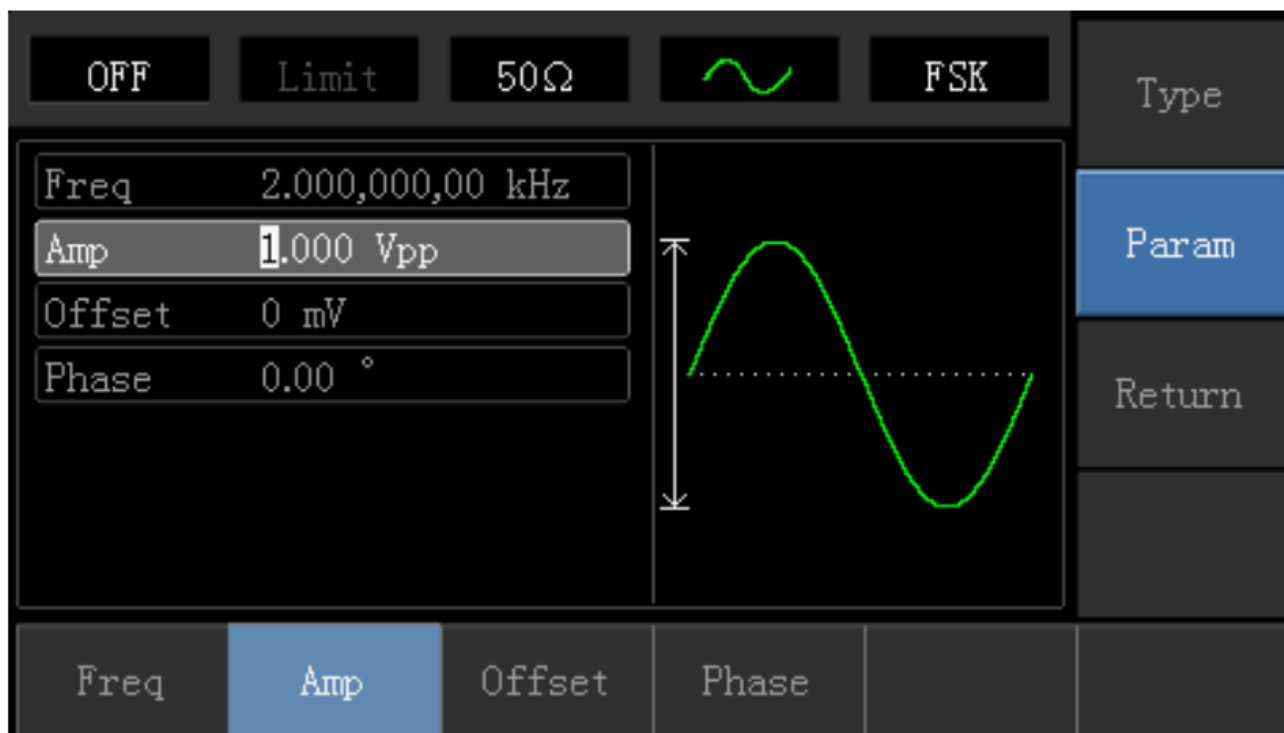 OFF Limit 50Ω FSK
Type
Freq 2.000,000,00 kHz
Amp 1.000 Vpp
Param
Offset 0 mV
Phase 0.00 °
Return
Freq Amp Offset Phase